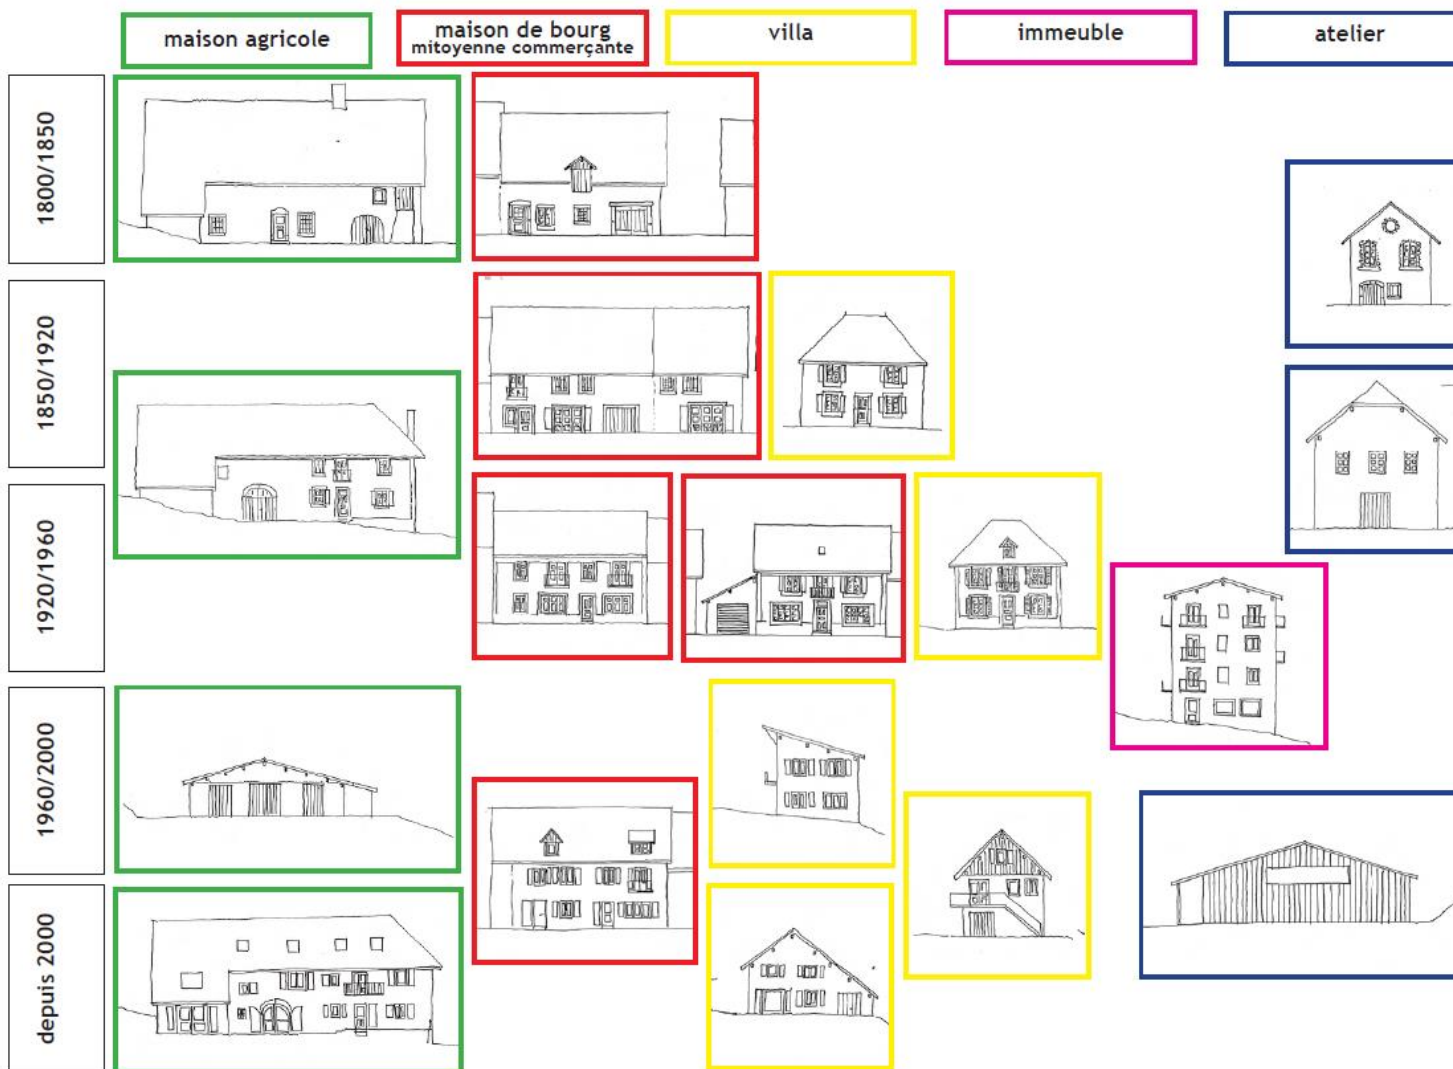 maison agricole
maison de bourg
mitoyenne commerçante
villa
immeuble
atelier
1800/1850
1850/1920
1920/1960
1960/2000
depuis 2000